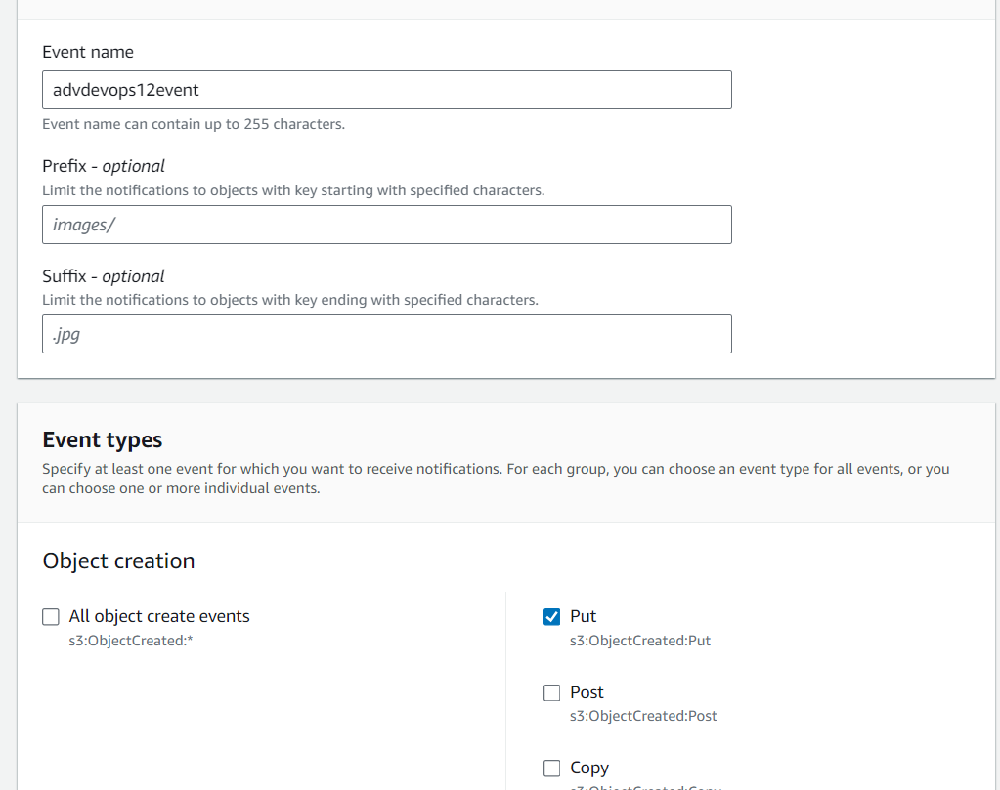 Event name
advdevops12event
Event name can contain up to 255 characters.
Prefix - optional
Limit the notifications to objects with key starting with specified characters.
images/
Suffix - optional
Limit the notifications to objects with key ending with specified characters.
.jpg
Event types
Specify at least one event for which you want to receive notifications. For each group, you can choose an event type for all events, or you
can choose one or more individual events.
Object creation
All object create events
s3:ObjectCreated:*
Put
s3:ObjectCreated:Put
Post
s3:ObjectCreated:Post
Copy
s3:ObjectCreated:Copy